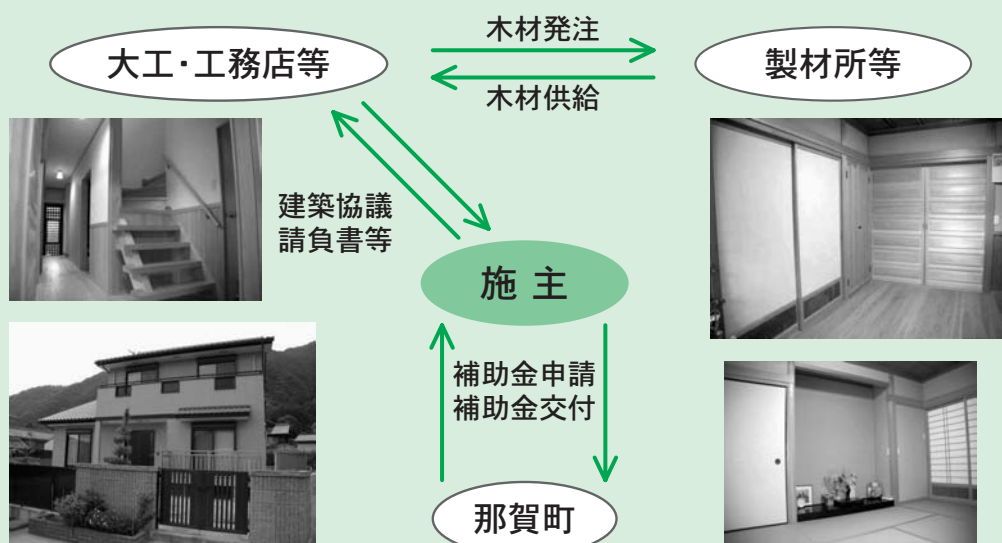 木材発注
大工・工務店等
製材所等
木材供給
建築協議
請負書等
施主
補助金申請
補助金交付
那賀町